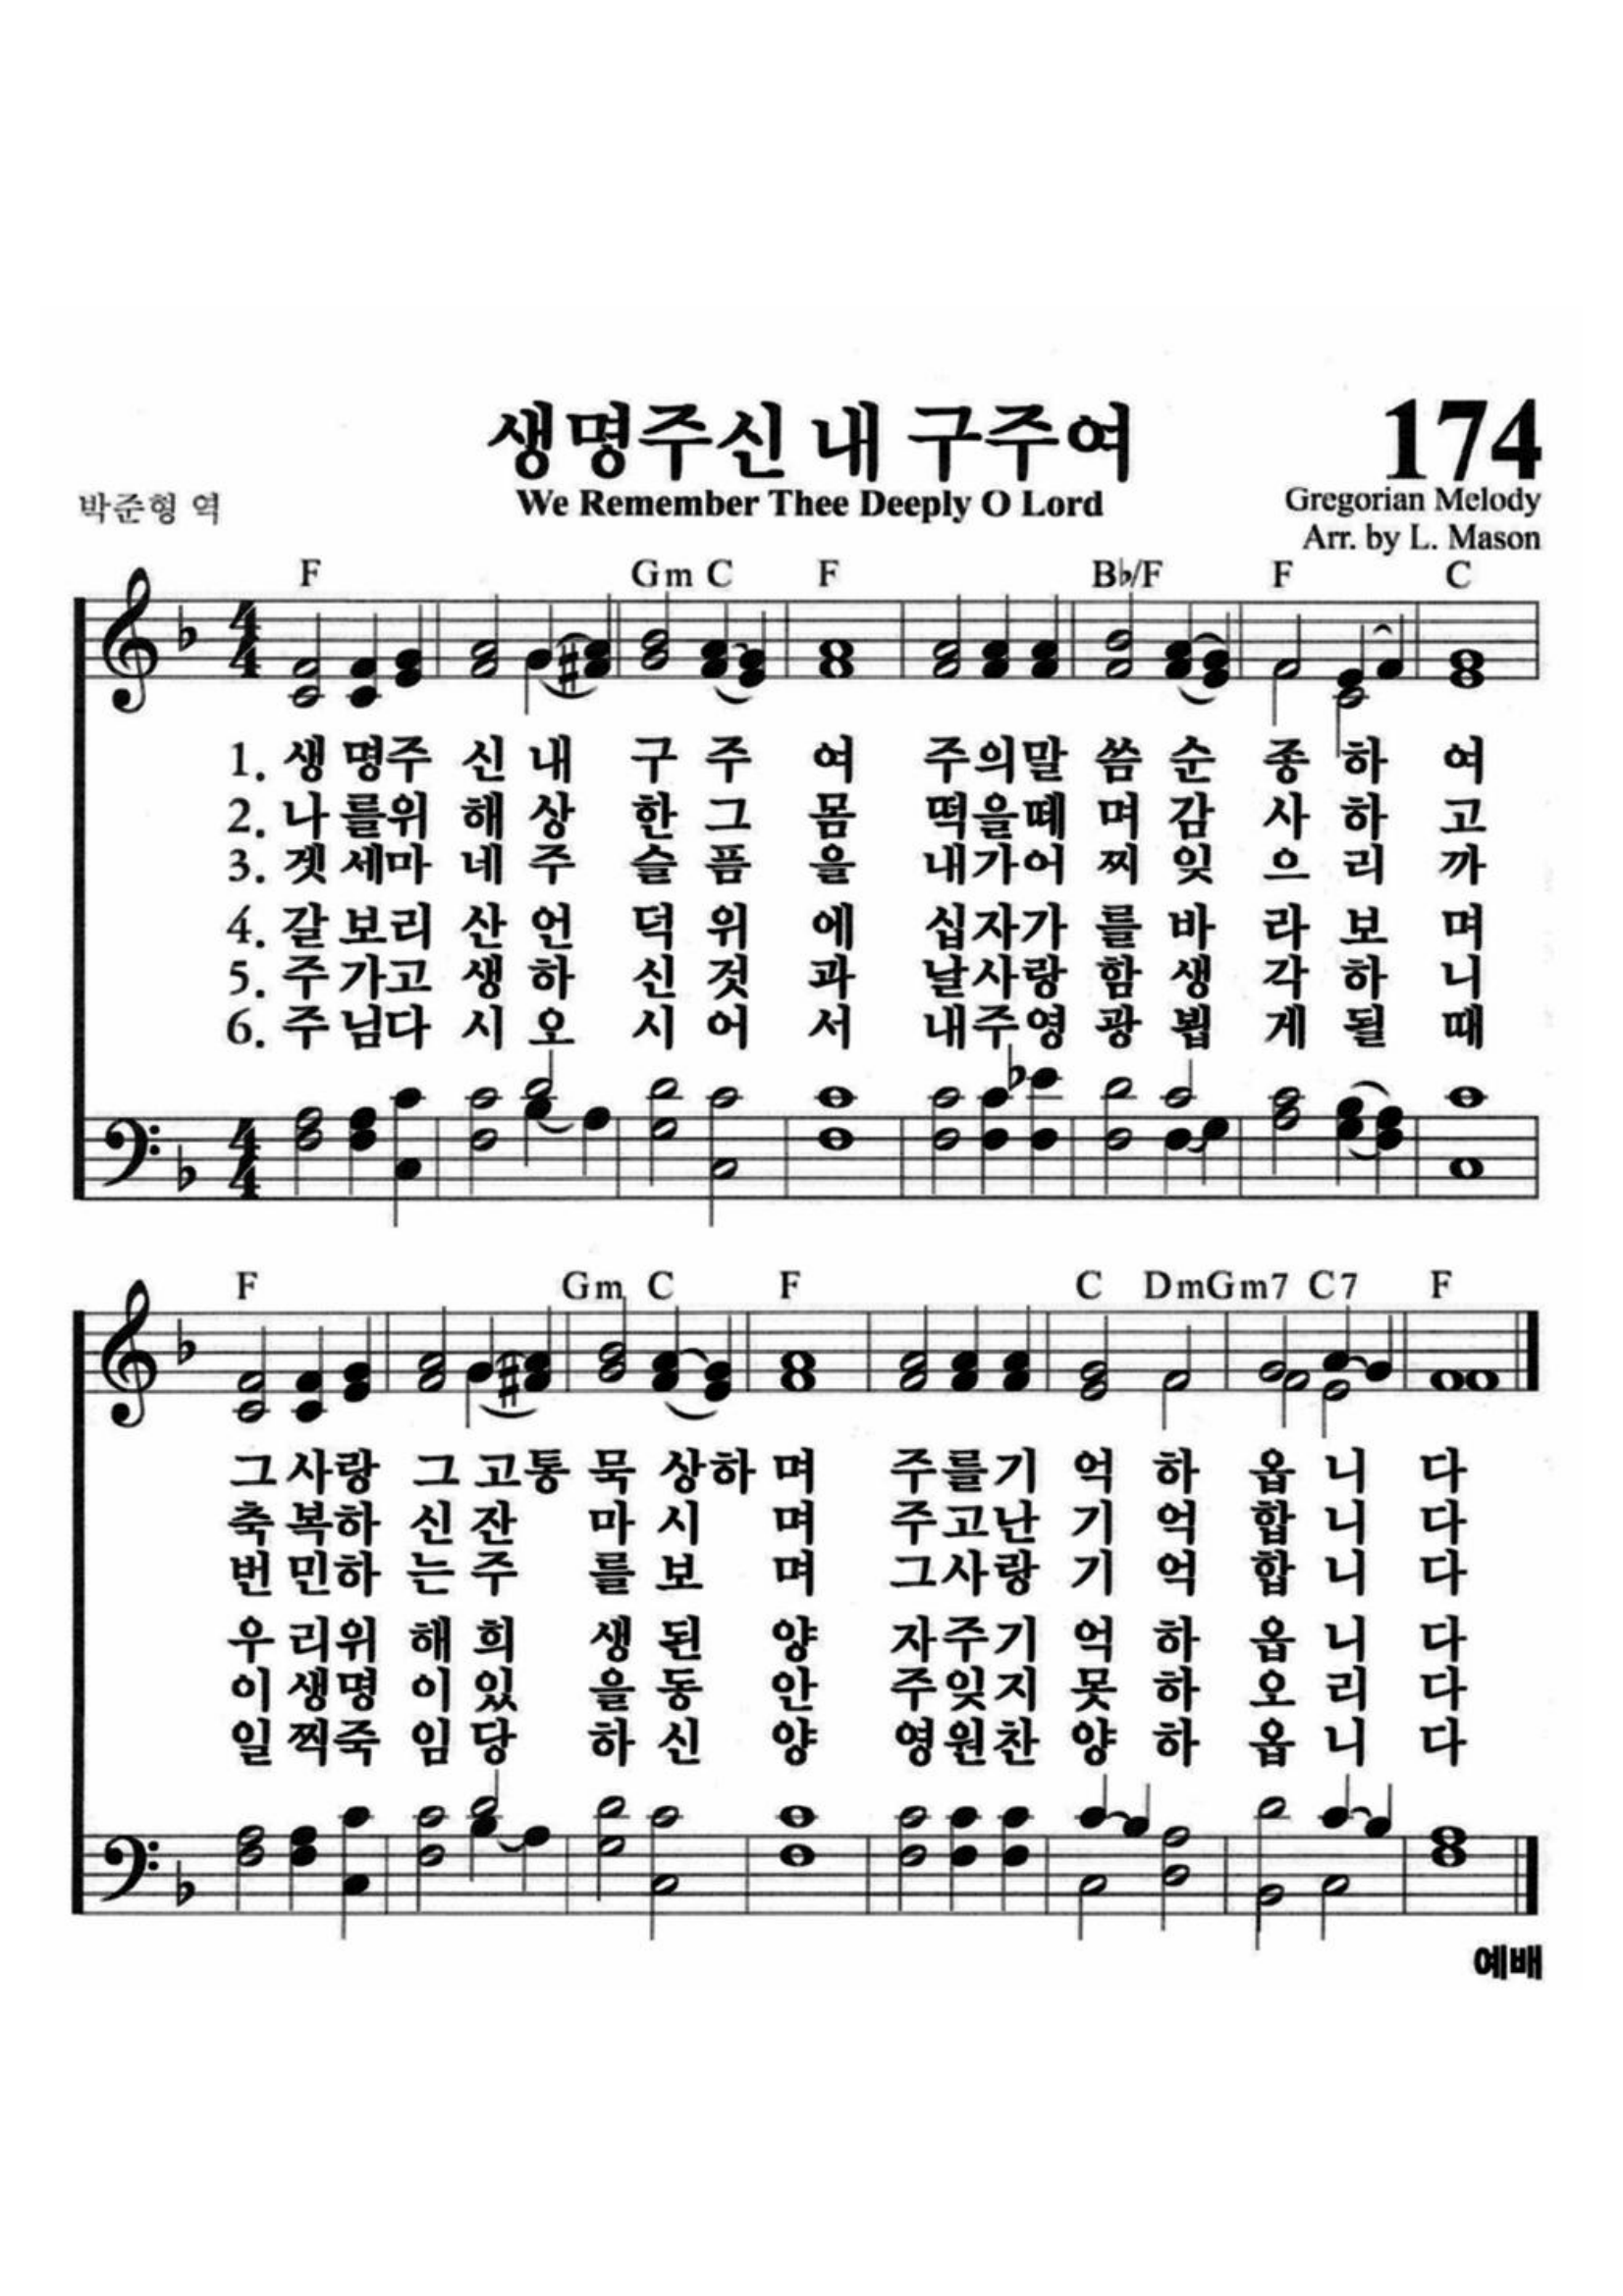 생명주신 내 구주여
174
박준형 역
We Remember Thee Deeply O Lord
Gregorian Melody
Arr. by L. Mason
F Gm C F B♭/F F C
1. 생 명주 신 내 구 주 여 주의말 씀 순 종 하 여
2. 나 를위 해 상 한 그 몸 떡을떼 며 감 사 하 고
3. 겟 세마 네 주 슬 픔 을 내가어 찌 잊 으 리 까
4. 갈 보리 산 언 덕 위 에 십자가 를 바 라 보 며
5. 주 가고 생 하 신 것 과 날사랑 함 생 각 하 니
6. 주 님다 시 오 시 어 서 내주영 광 뵙 게 될 때
F Gm C F C Dm Gm7 C7 F
그 사랑 그 고통 묵 상하 며 주를기 억 하 옵 니 다
축 복하 신 잔 마 시 며 주고난 기 억 합 니 다
번 민하 는 주 를 보 며 그사랑 기 억 합 니 다
우 리위 해 희 생 된 양 자주기 억 하 옵 니 다
이 생명 이 있 을 동 안 주잊지 못 하 오 리 다
일 찍죽 임 당 하 신 양 영원찬 양 하 옵 니 다
예배